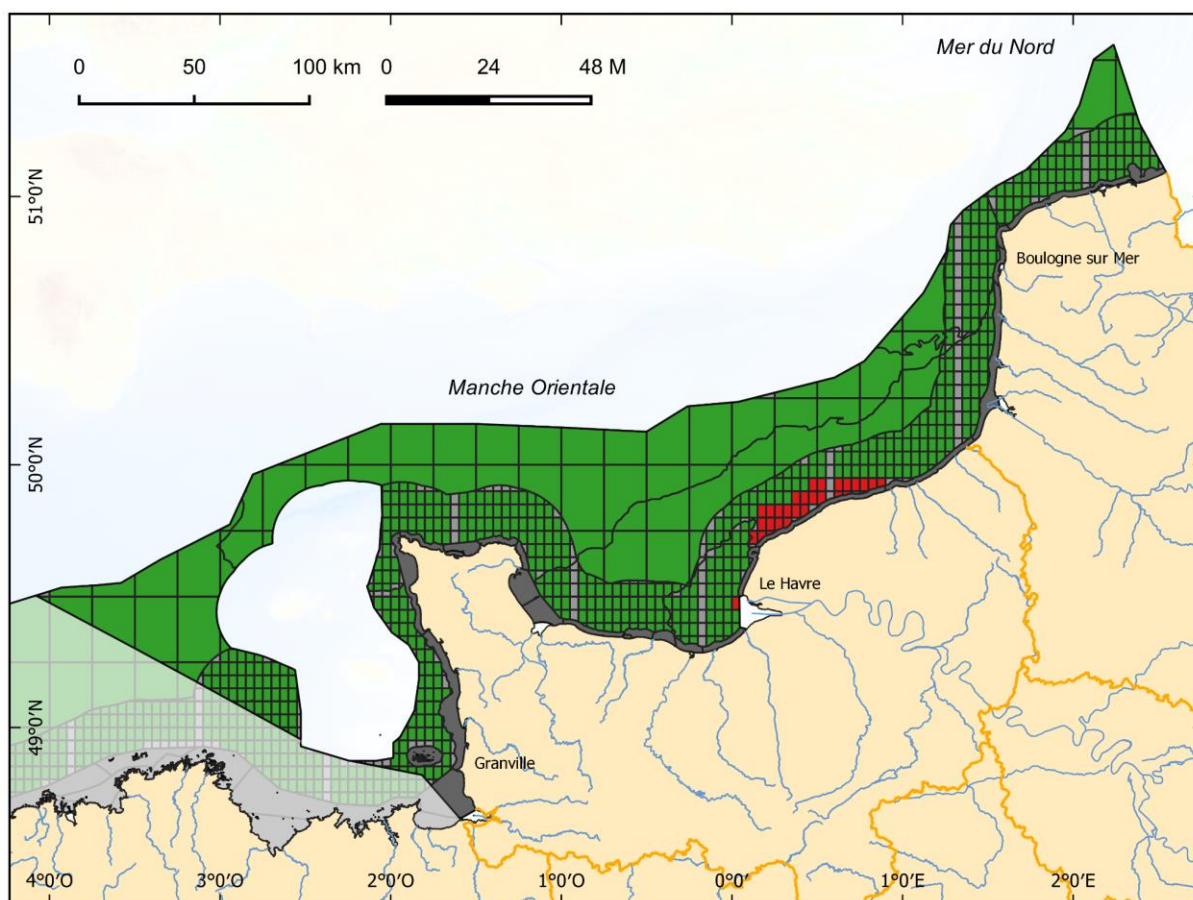 Mer du Nord
0 50 100 km 0 24 48 M
51°0'N
Boulogne sur Mer
Manche Orientale
50°0'N
Le Havre
49°0'N
Granville
4°0'O 3°0'O 2°0'O 1°0'O 0°0' 1°0'E 2°0'E